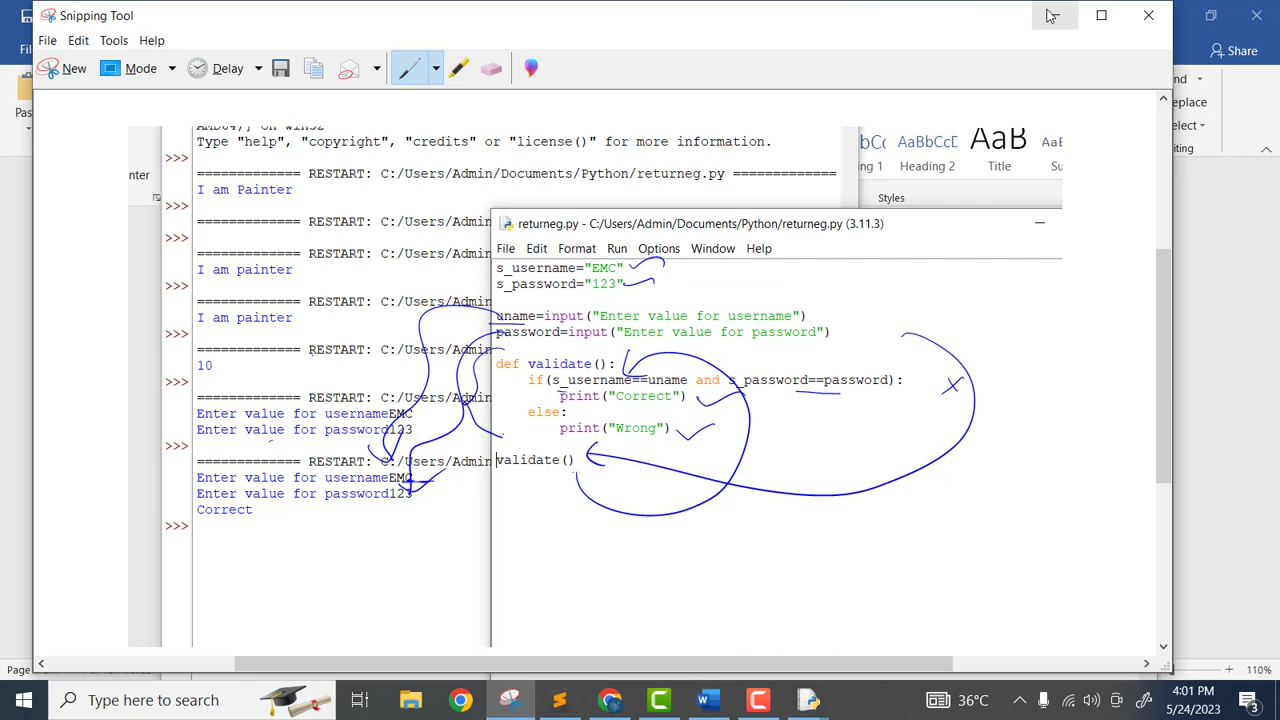 Snipping Tool
File Edit Tools Help
New Mode Delay
Share
Type "help", "copyright", "credits" or "license()" for more information.
>>>
============= RESTART: C:/Users/Admin/Documents/Python/returneg.py =============
I am Painter
>>>
============= RESTART: C:/Users/Admin
>>>
============= RESTART: C:/Users/Admin
I am painter
>>>
============= RESTART: C:/Users/Admin
I am painter
>>>
============= RESTART: C:/Users/Admin
10
>>>
============= RESTART: C:/Users/Admin
Enter value for usernameEMC
Enter value for password123
>>>
============= RESTART: C:/Users/Admin
Enter value for usernameEMC
Enter value for password123
Correct
>>>
Heading 2 Title
AaBbCcD AaB
Styles
returneg.py - C:/Users/Admin/Documents/Python/returneg.py (3.11.3)
File Edit Format Run Options Window Help
s_username="EMC"
s_password="123"
uname=input("Enter value for username")
password=input("Enter value for password")
def validate():
if(s_username==uname and s_password==password):
print("Correct")
else:
print("Wrong")
validate()
Page
110%
Type here to search
36°C
4:01 PM
5/24/2023
3